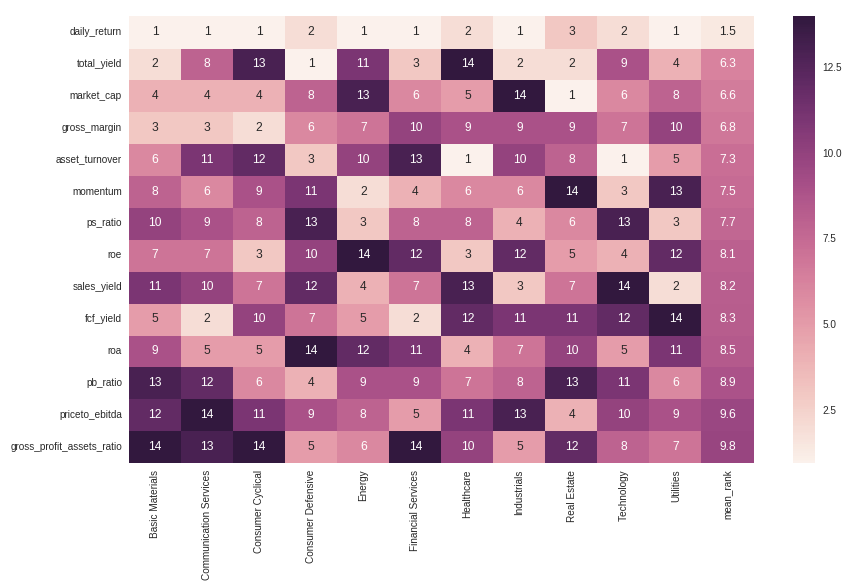 daily_return 1 1 1 2 1 1 2 1 3 2 1 1.5
total_yield 2 8 13 1 11 3 14 2 2 9 4 6.3
market_cap 4 4 4 8 13 6 5 14 1 6 8 6.6
gross_margin 3 3 2 6 7 10 9 9 9 7 10 6.8
asset_turnover 6 11 12 3 10 13 1 10 8 1 5 7.3
momentum 8 6 9 11 2 4 6 6 14 3 13 7.5
ps_ratio 10 9 8 13 3 8 8 4 6 13 3 7.7
roe 7 7 3 10 14 12 3 12 5 4 12 8.1
sales_yield 11 10 7 12 4 7 13 3 7 14 2 8.2
fcf_yield 5 2 10 7 5 2 12 11 11 12 14 8.3
roa 9 5 5 14 12 11 4 7 10 5 11 8.5
pb_ratio 13 12 6 4 9 9 7 8 13 11 6 8.9
priceto_ebitda 12 14 11 9 8 5 11 13 4 10 9 9.6
gross_profit_assets_ratio 14 13 14 5 6 14 10 5 12 8 7 9.8
Basic Materials
Communication Services
Consumer Cyclical
Consumer Defensive
Energy
Financial Services
Healthcare
Industrials
Real Estate
Technology
Utilities
mean_rank
12.5
10.0
7.5
5.0
2.5